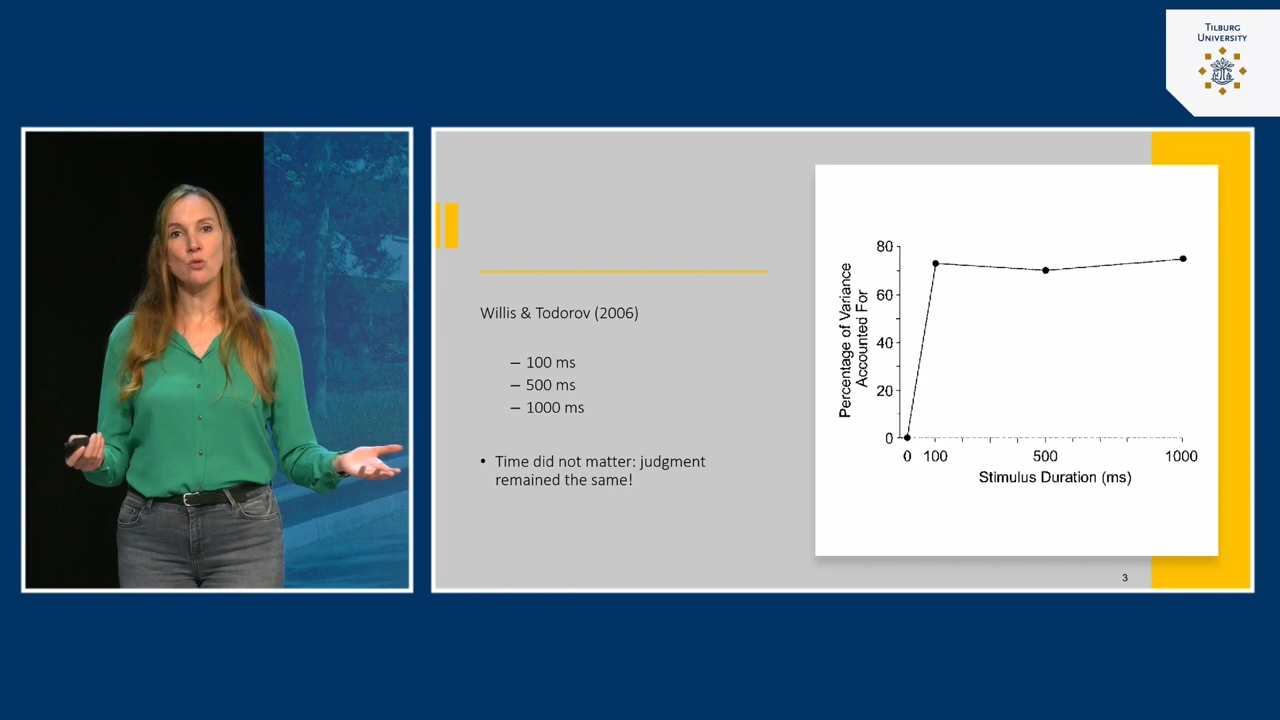 TILBURG
UNIVERSITY
Willis & Todorov (2006)
– 100 ms
– 500 ms
– 1000 ms
• Time did not matter: judgment
remained the same!
80
60
40
20
0
Percentage of Variance
Accounted For
0 100 500 1000
Stimulus Duration (ms)
3